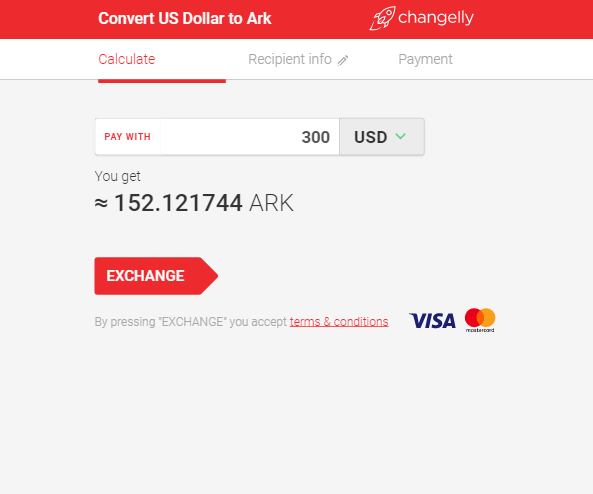 Convert US Dollar to Ark
changelly
Calculate
Recipient info
Payment
PAY WITH
300
USD
You get
≈ 152.121744 ARK
EXCHANGE
By pressing "EXCHANGE" you accept terms & conditions
VISA
mastercard